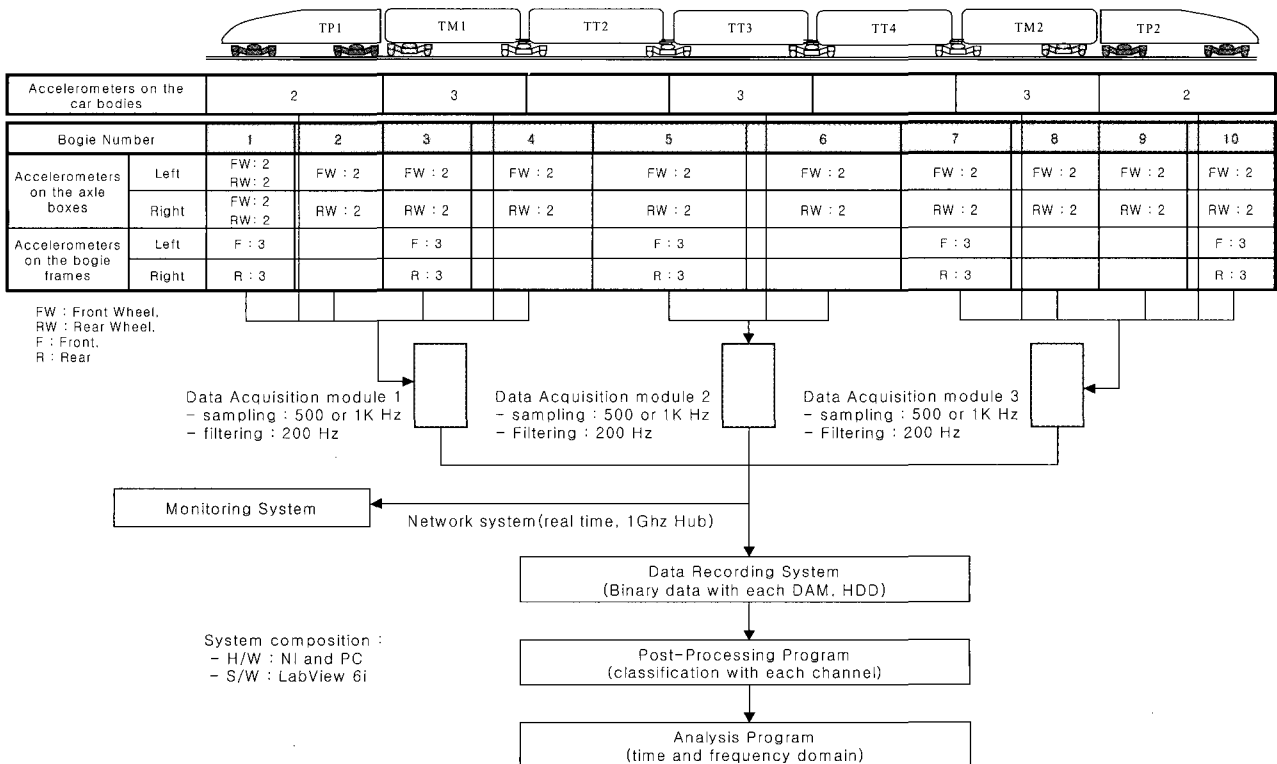 TP1 TM1 TT2 TT3 TT4 TM2 TP2
Accelerometers on the
car bodies
2 3 3 3 2
Bogie Number 1 2 3 4 5 6 7 8 9 10
Accelerometers
on the axle
boxes
Left
FW : 2
RW : 2
FW : 2 FW : 2 FW : 2 FW : 2 FW : 2 FW : 2 FW : 2 FW : 2 FW : 2
Right
FW : 2
RW : 2
RW : 2 RW : 2 RW : 2 RW : 2 RW : 2 RW : 2 RW : 2 RW : 2 RW : 2
Accelerometers
on the bogie
frames
Left F : 3 F : 3 F : 3 F : 3 F : 3
Right R : 3 R : 3 R : 3 R : 3 R : 3
FW : Front Wheel.
RW : Rear Wheel.
F : Front.
R : Rear
Data Acquisition module 1
- sampling : 500 or 1K Hz
- filtering : 200 Hz
Data Acquisition module 2
- sampling : 500 or 1K Hz
- Filtering : 200 Hz
Data Acquisition module 3
- sampling : 500 or 1K Hz
- Filtering : 200 Hz
Monitoring System
Network system(real time, 1Ghz Hub)
Data Recording System
(Binary data with each DAM, HDD)
System composition :
- H/W : NI and PC
- S/W : LabView 6i
Post-Processing Program
(classification with each channel)
Analysis Program
(time and frequency domain)